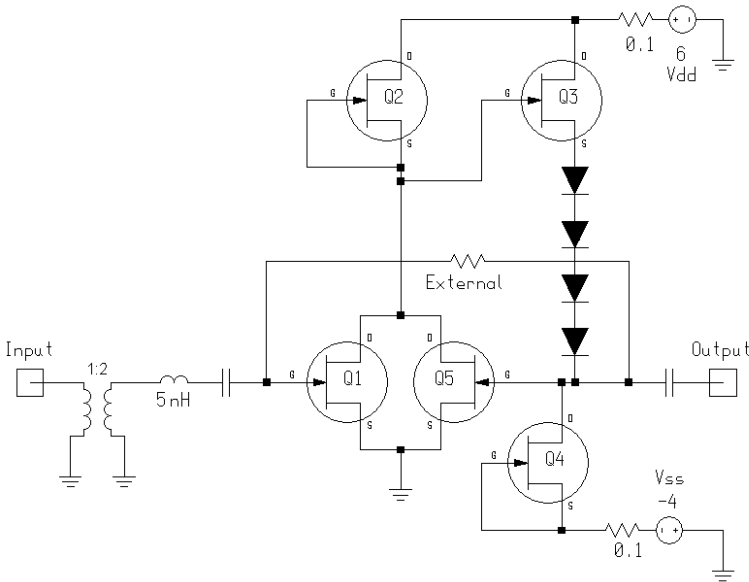 0.1
6
Vdd
D
D
G
Q2
G
Q3
S
S
External
Input
1:2
5nH
D
D
G
Q1
Q5
G
S
S
Output
D
G
Q4
S
Vss
-4
0.1